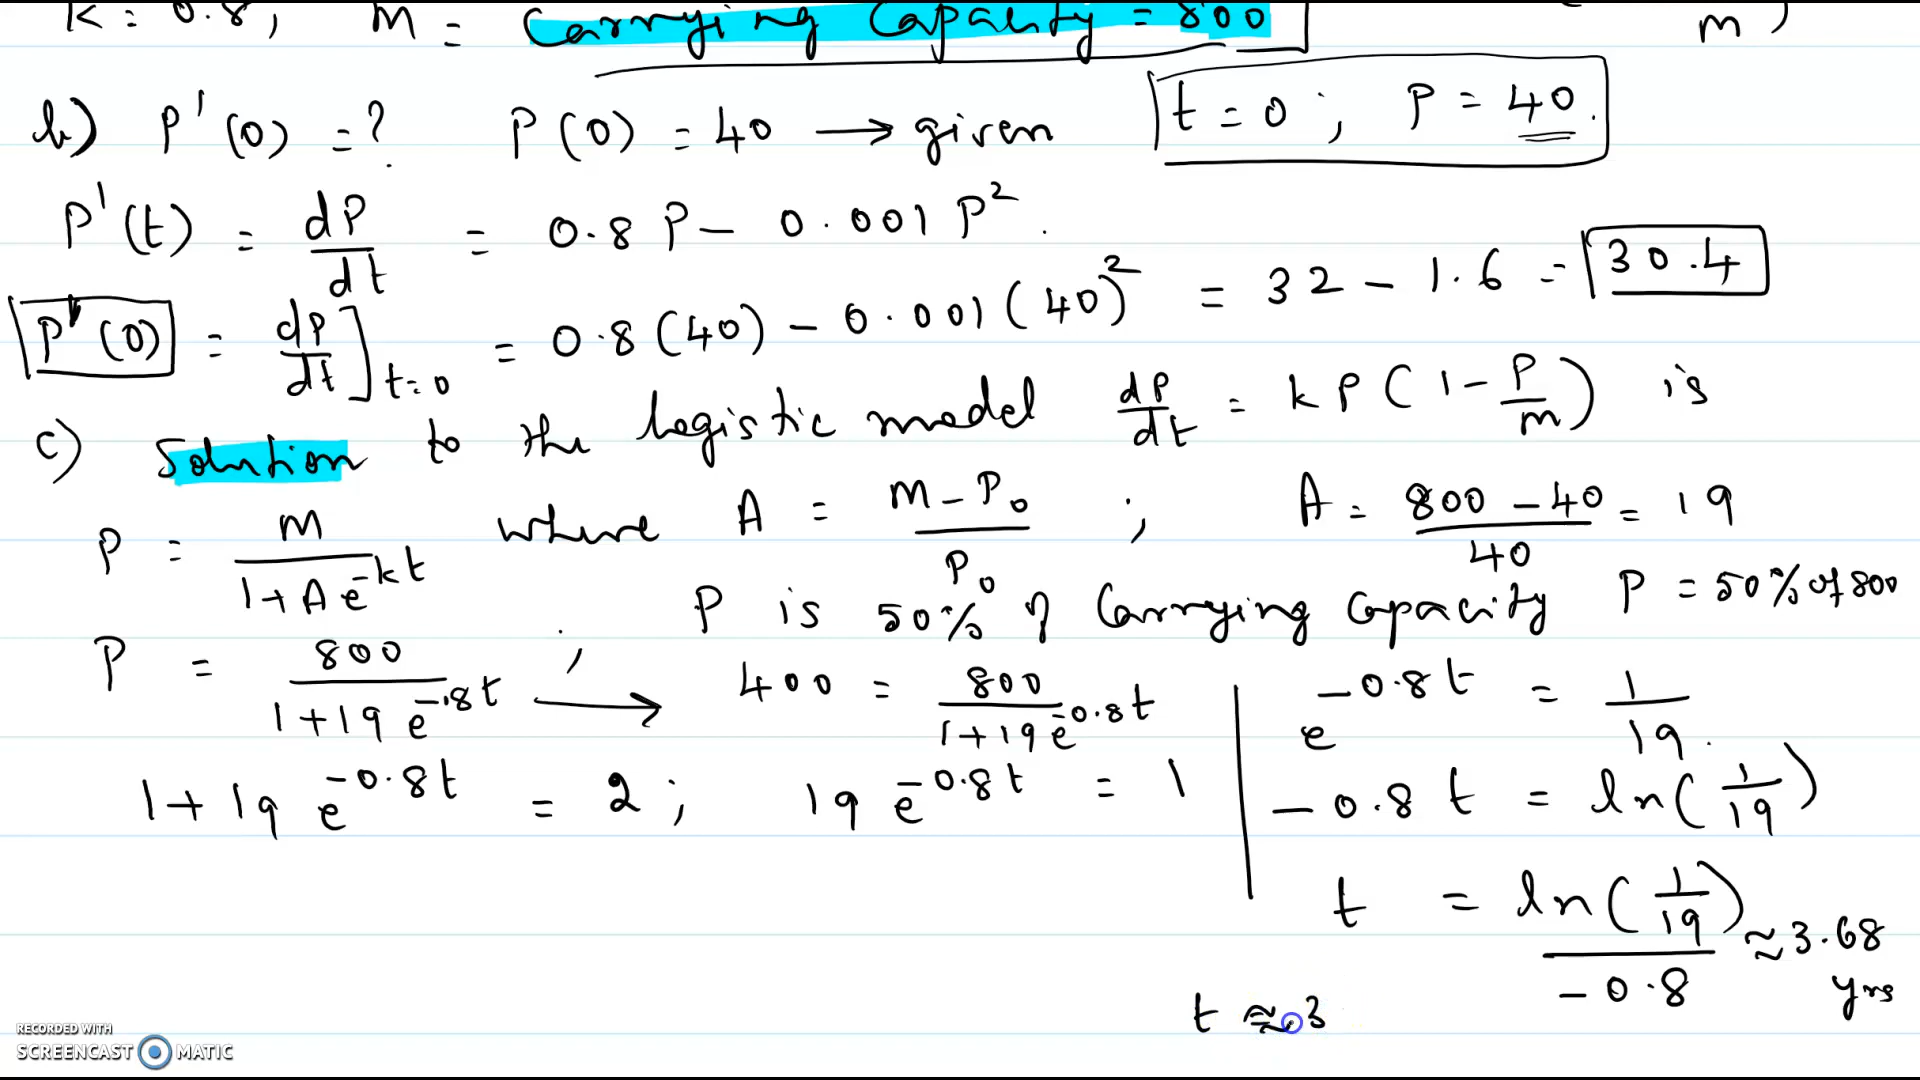 k = 0.8, m = Carrying Capacity = 800 m )
b) P'(0) = ? P(0) = 40 → given t = 0 ; P = 40.
P'(t) = dP/dt = 0.8 P - 0.001 P².
P'(0) = dP/dt]t=0 = 0.8(40) - 0.001(40)² = 32 - 1.6 = 30.4
c) Solution to the logistic model dP/dt = kP(1 - P/m) is
P = m/(1 + A e^-kt) where A = (m - P₀)/P₀ ; A = (800 - 40)/40 = 19
P is 50% of Carrying Capacity P = 50% of 800
P = 800/(1 + 19 e^-.8t) ; → 400 = 800/(1 + 19 e^-0.8t)
1 + 19 e^-0.8t = 2 ; 19 e^-0.8t = 1
e^-0.8t = 1/19.
-0.8 t = ln(1/19)
t = ln(1/19)/-0.8 ≈ 3.68 yrs
t ≈ 3
RECORDED WITH
SCREENCAST MATIC